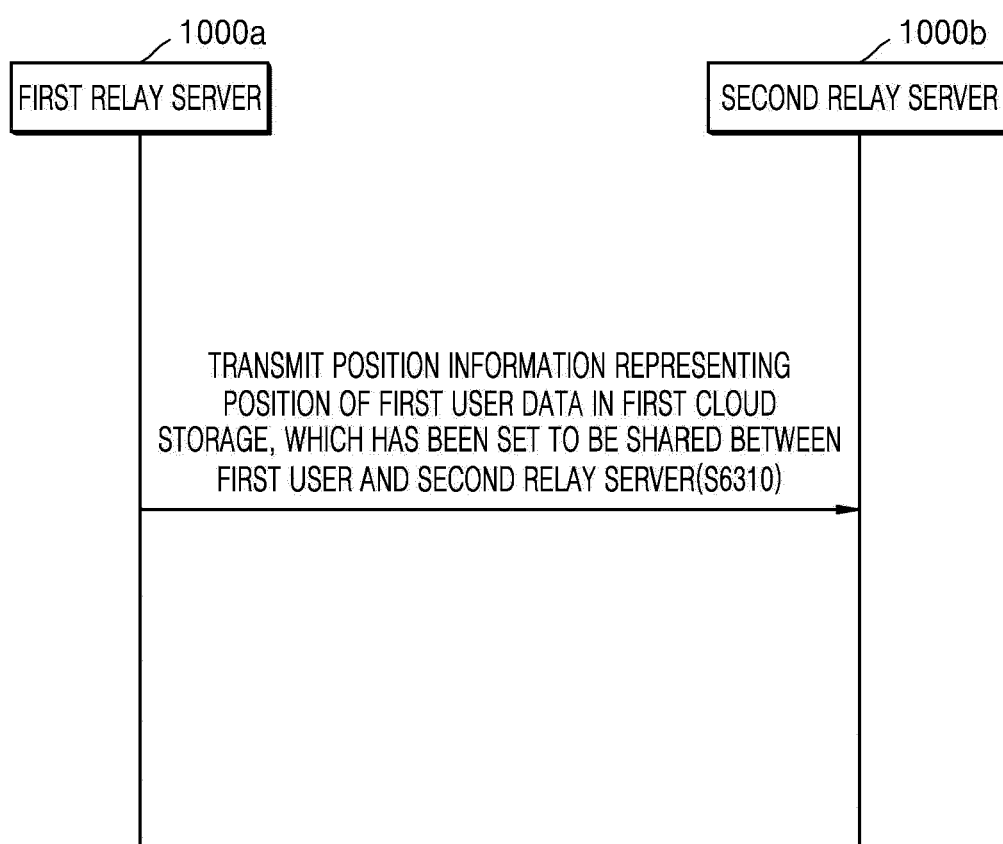 1000a
1000b
FIRST RELAY SERVER
SECOND RELAY SERVER
TRANSMIT POSITION INFORMATION REPRESENTING
POSITION OF FIRST USER DATA IN FIRST CLOUD
STORAGE, WHICH HAS BEEN SET TO BE SHARED BETWEEN
FIRST USER AND SECOND RELAY SERVER(S6310)